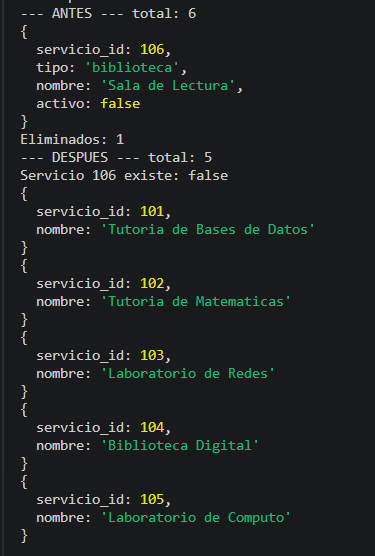 --- ANTES --- total: 6
{
  servicio_id: 106,
  tipo: 'biblioteca',
  nombre: 'Sala de Lectura',
  activo: false
}
Eliminados: 1
--- DESPUES --- total: 5
Servicio 106 existe: false
{
  servicio_id: 101,
  nombre: 'Tutoria de Bases de Datos'
}
{
  servicio_id: 102,
  nombre: 'Tutoria de Matematicas'
}
{
  servicio_id: 103,
  nombre: 'Laboratorio de Redes'
}
{
  servicio_id: 104,
  nombre: 'Biblioteca Digital'
}
{
  servicio_id: 105,
  nombre: 'Laboratorio de Computo'
}